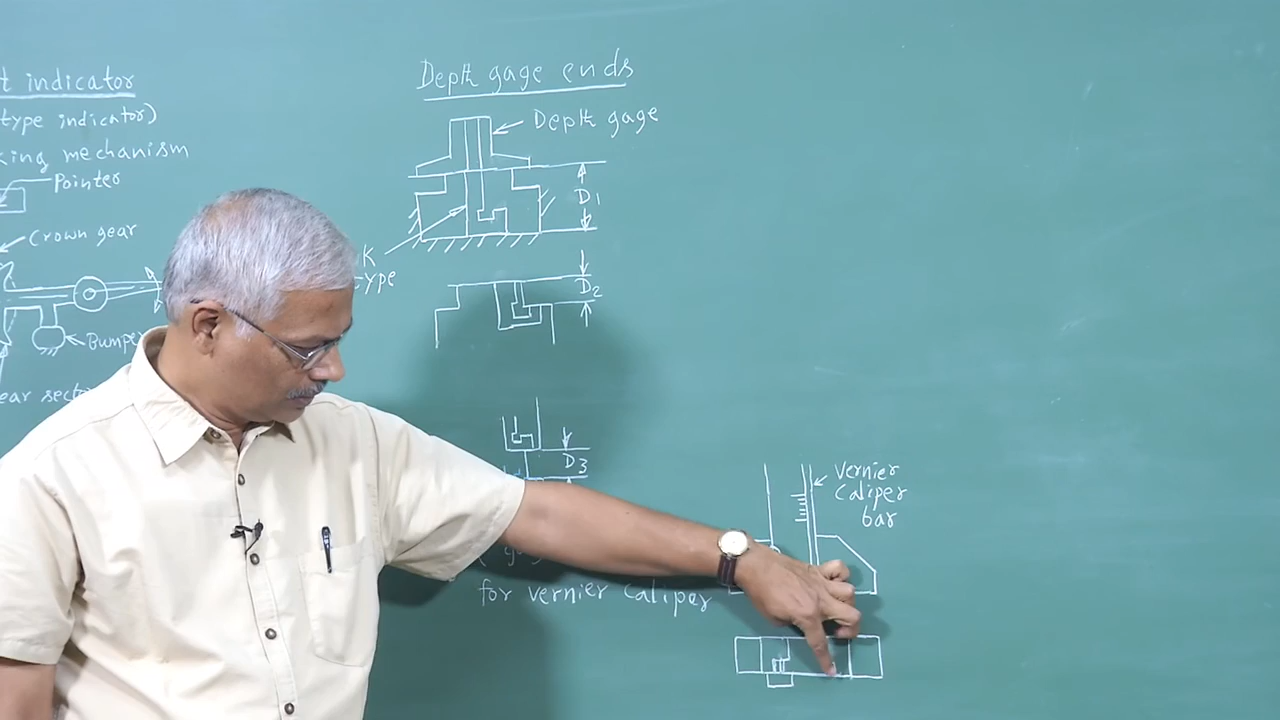 t indicator
type indicator)
king mechanism
Pointer
Crown gear
Bumper
ear sect
Depth gage ends
Depth gage
D1
K
type
D2
D3
for vernier caliper
Vernier
Caliper
bar